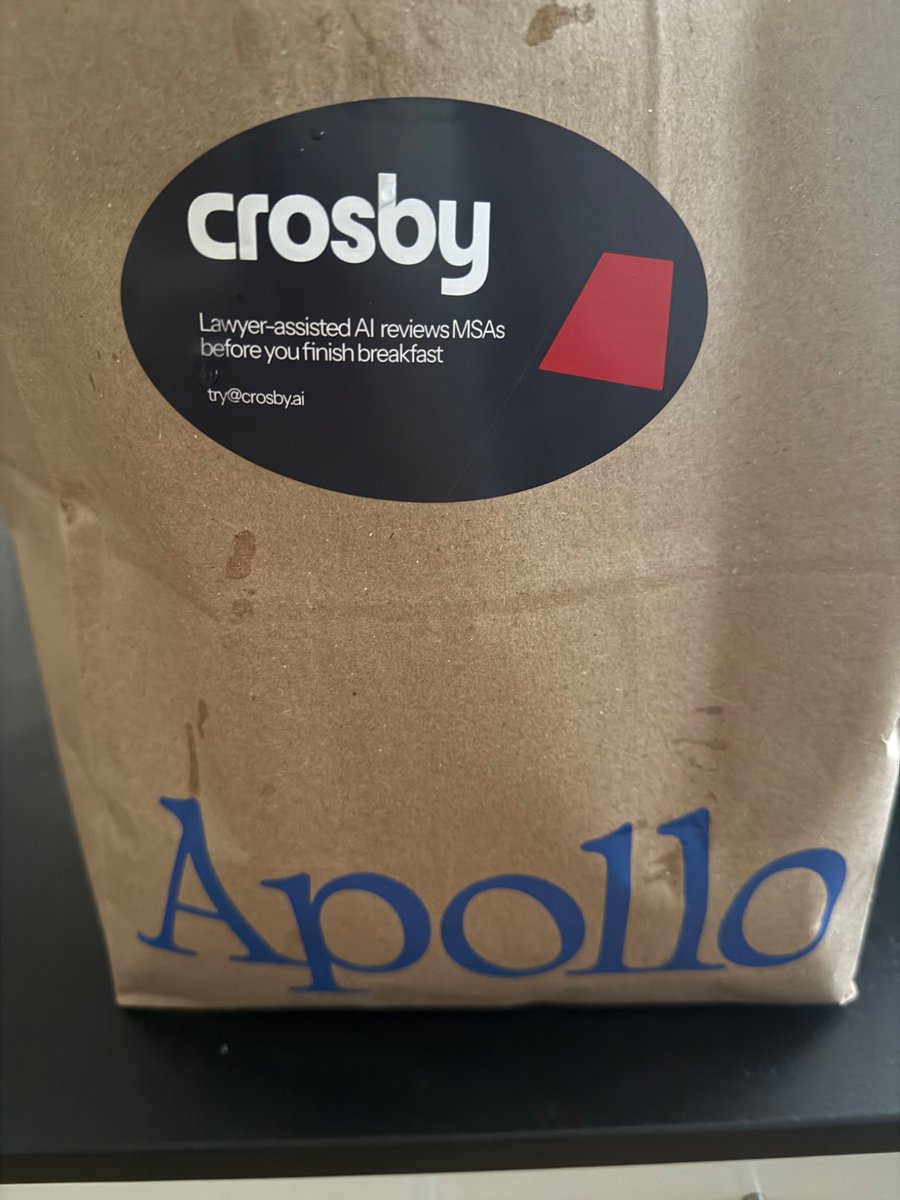 crosby
Lawyer-assisted AI reviews MSAs
before you finish breakfast
try@crosby.ai
Apollo